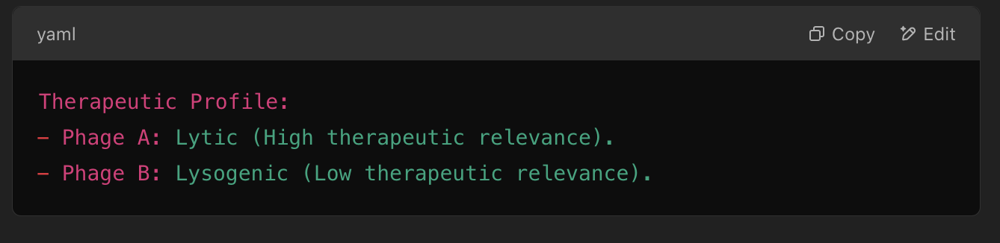 yaml Copy Edit
Therapeutic Profile:
- Phage A: Lytic (High therapeutic relevance).
- Phage B: Lysogenic (Low therapeutic relevance).